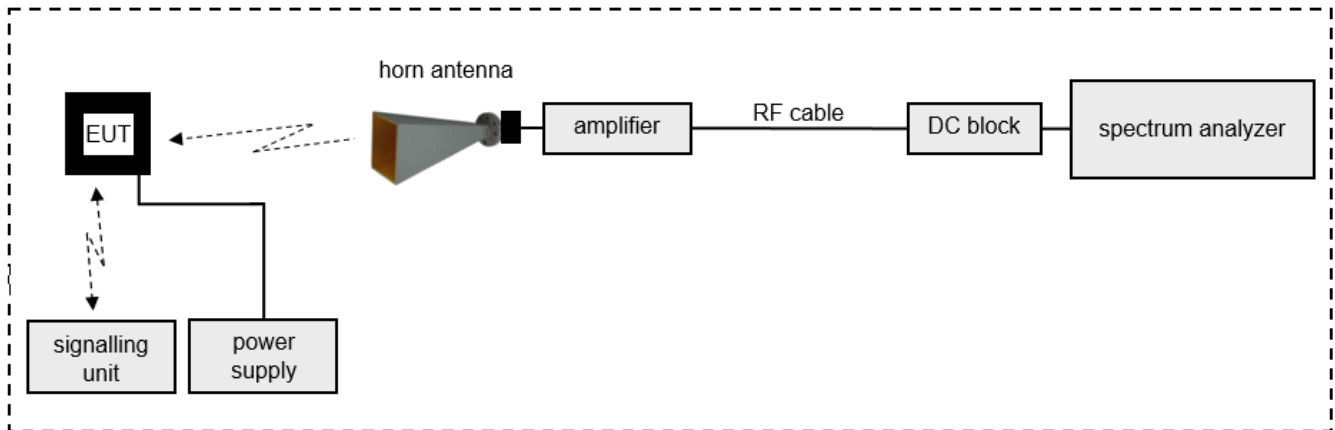 horn antenna
EUT
amplifier
RF cable
DC block
spectrum analyzer
signalling
unit
power
supply